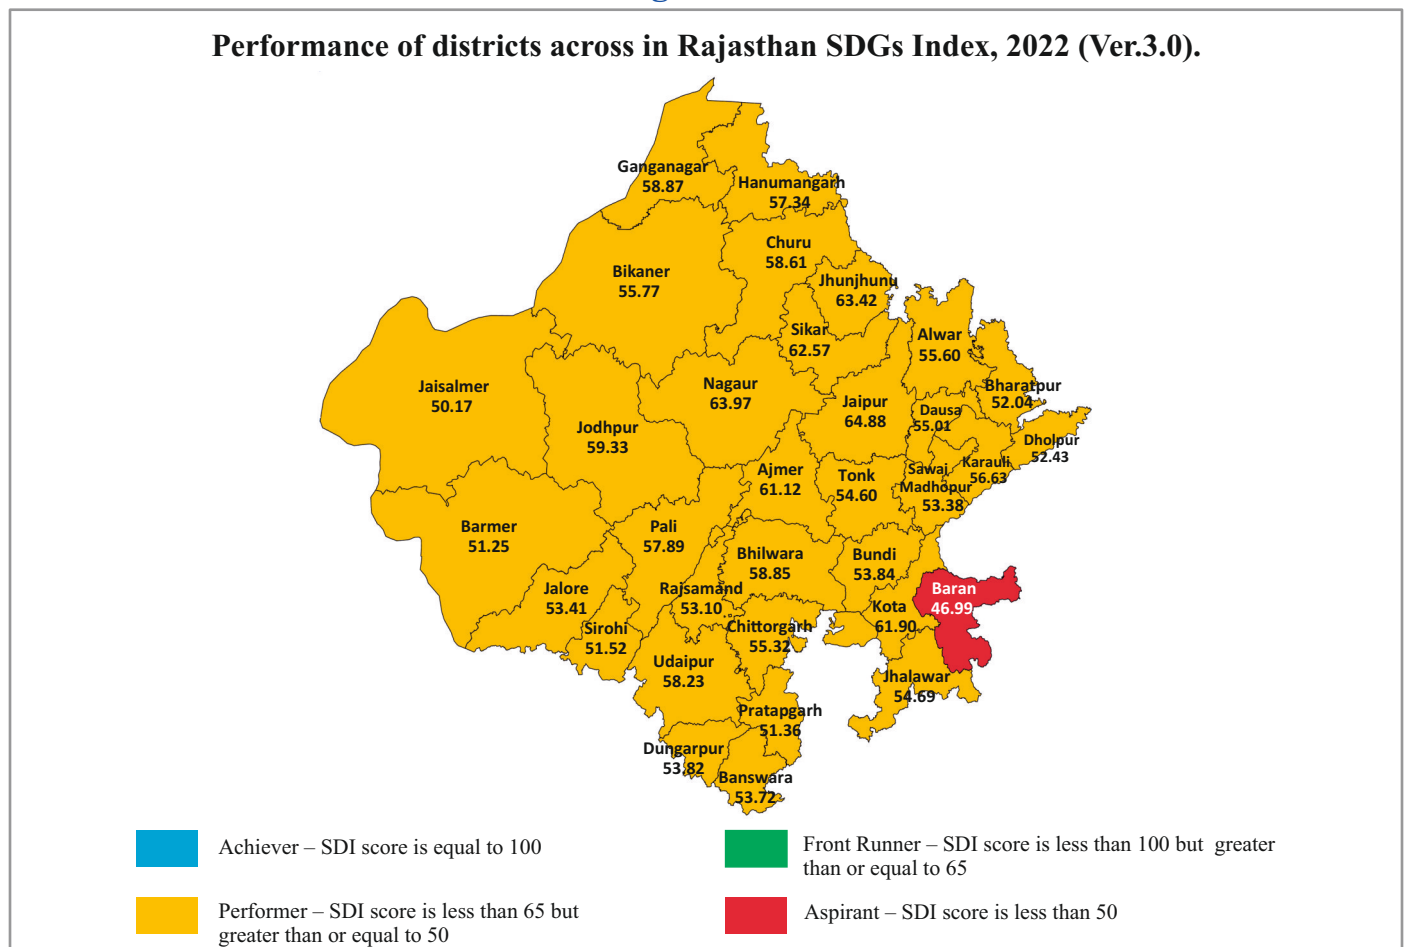 Performance of districts across in Rajasthan SDGs Index, 2022 (Ver.3.0).
Ganganagar
58.87
Hanumangarh
57.34
Churu
58.61
Bikaner
55.77
Jhunjhunu
63.42
Sikar
62.57
Alwar
55.60
Jaisalmer
50.17
Nagaur
63.97
Jaipur
64.88
Bharatpur
52.04
Dausa
55.01
Jodhpur
59.33
Dholpur
52.43
Ajmer
61.12
Tonk
54.60
Karauli
56.63
Sawai
Madhopur
53.38
Barmer
51.25
Pali
57.89
Bhilwara
58.85
Bundi
53.84
Jalore
53.41
Rajsamand
53.10
Baran
46.99
Kota
61.90
Sirohi
51.52
Chittorgarh
55.32
Udaipur
58.23
Jhalawar
54.69
Pratapgarh
51.36
Dungarpur
53.82
Banswara
53.72
Achiever – SDI score is equal to 100
Front Runner – SDI score is less than 100 but greater
than or equal to 65
Performer – SDI score is less than 65 but
greater than or equal to 50
Aspirant – SDI score is less than 50